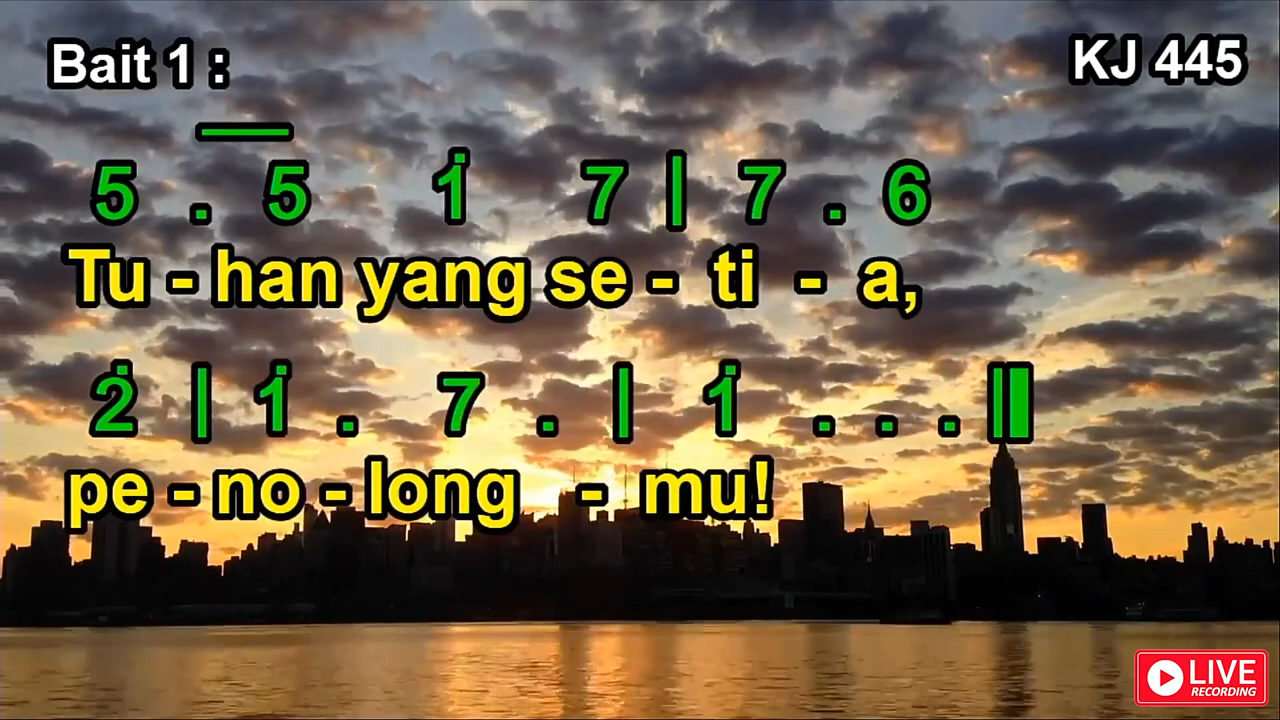 Bait 1 :
KJ 445
5 . 5 1̇ 7 | 7 . 6
Tu - han yang se - ti - a,
2̇ | 1̇ . 7 . | 1̇ . . . ||
pe - no - long - mu!
LIVE
RECORDING